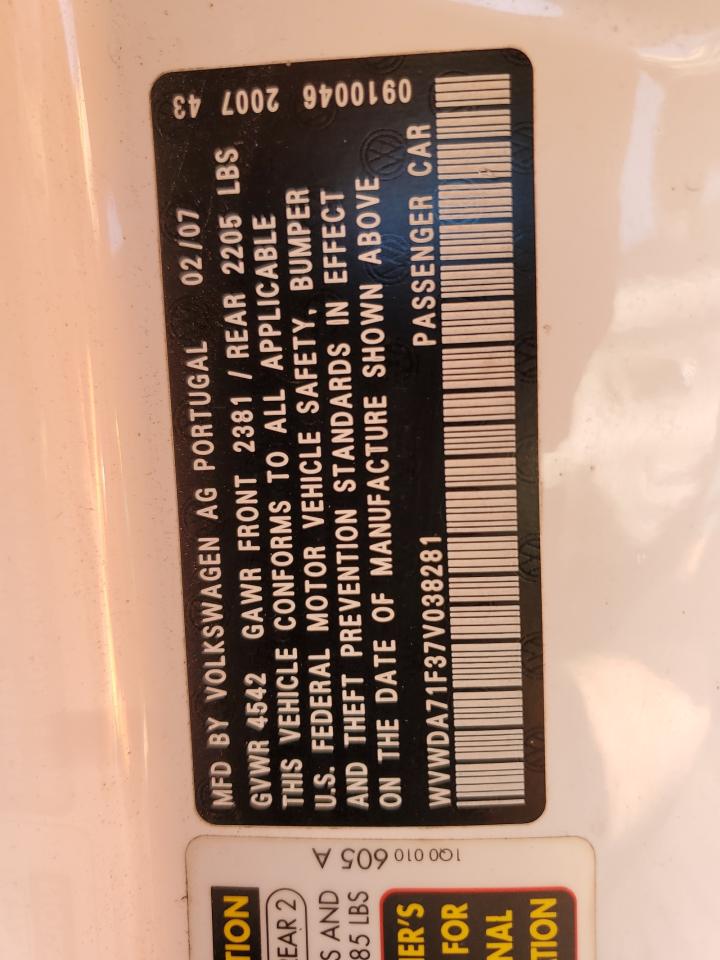 MFD BY VOLKSWAGEN AG PORTUGAL 02/07
GVWR 4542 GAWR FRONT 2381 / REAR 2205 LBS
THIS VEHICLE CONFORMS TO ALL APPLICABLE
U.S. FEDERAL MOTOR VEHICLE SAFETY, BUMPER
AND THEFT PREVENTION STANDARDS IN EFFECT
ON THE DATE OF MANUFACTURE SHOWN ABOVE
WVWDA71F37V038281 PASSENGER CAR
43 2007 0910046
1Q0 010 605 A
TION
EAR 2
S AND
85 LBS
ER'S
FOR
NAL
TION